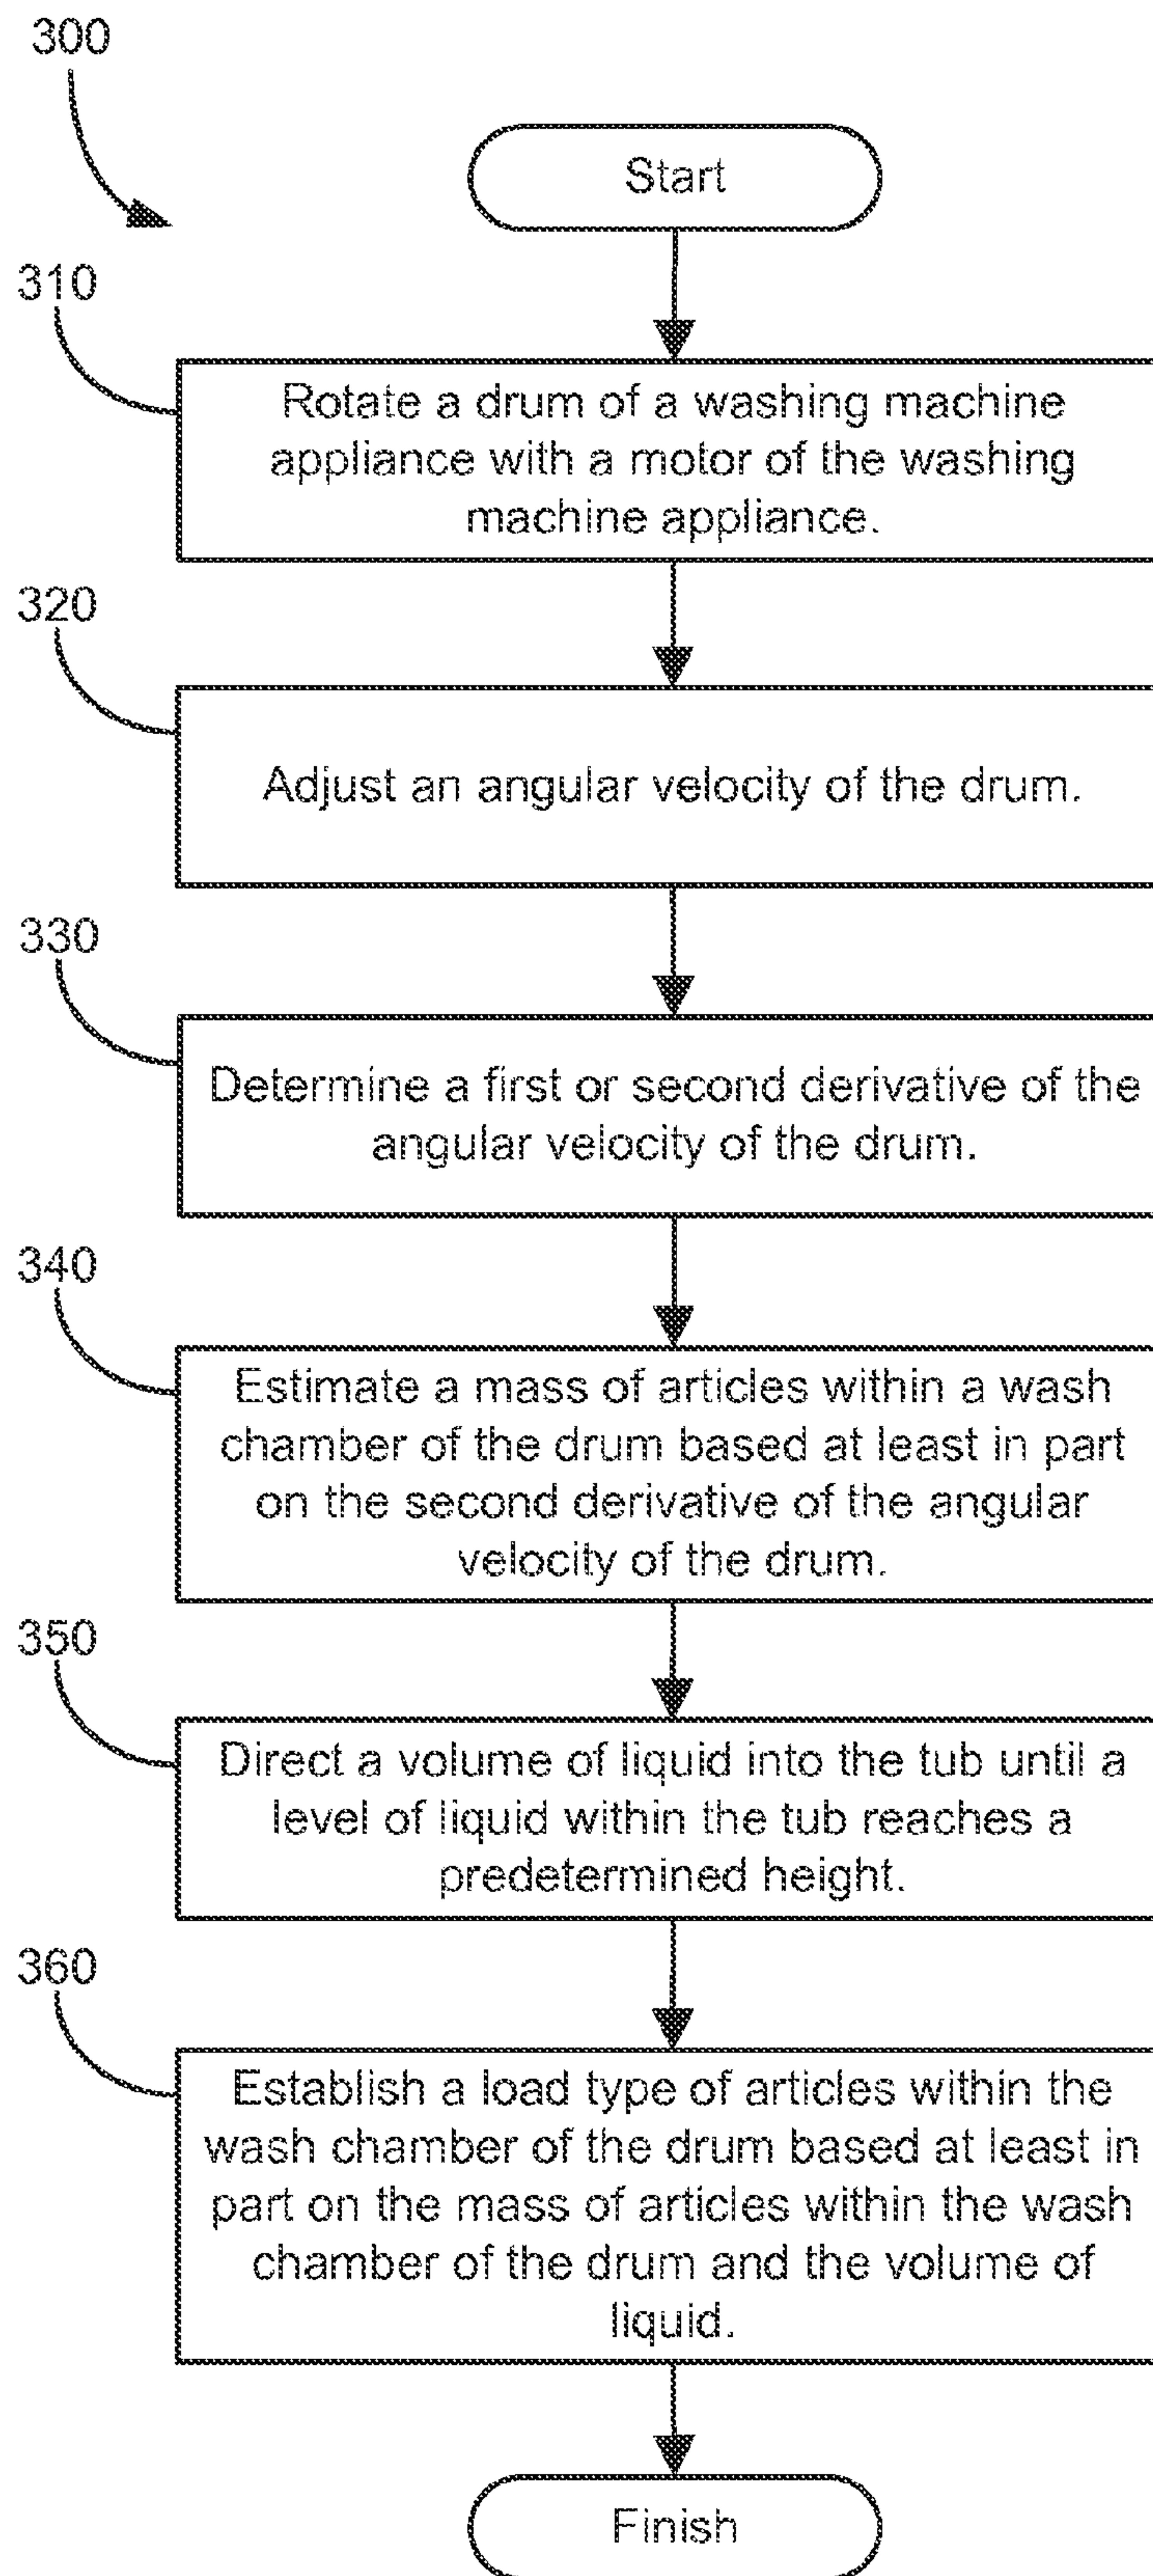 300
Start
310
Rotate a drum of a washing machine
appliance with a motor of the washing
machine appliance.
320
Adjust an angular velocity of the drum.
330
Determine a first or second derivative of the
angular velocity of the drum.
340
Estimate a mass of articles within a wash
chamber of the drum based at least in part
on the second derivative of the angular
velocity of the drum.
350
Direct a volume of liquid into the tub until a
level of liquid within the tub reaches a
predetermined height.
360
Establish a load type of articles within the
wash chamber of the drum based at least in
part on the mass of articles within the wash
chamber of the drum and the volume of
liquid.
Finish